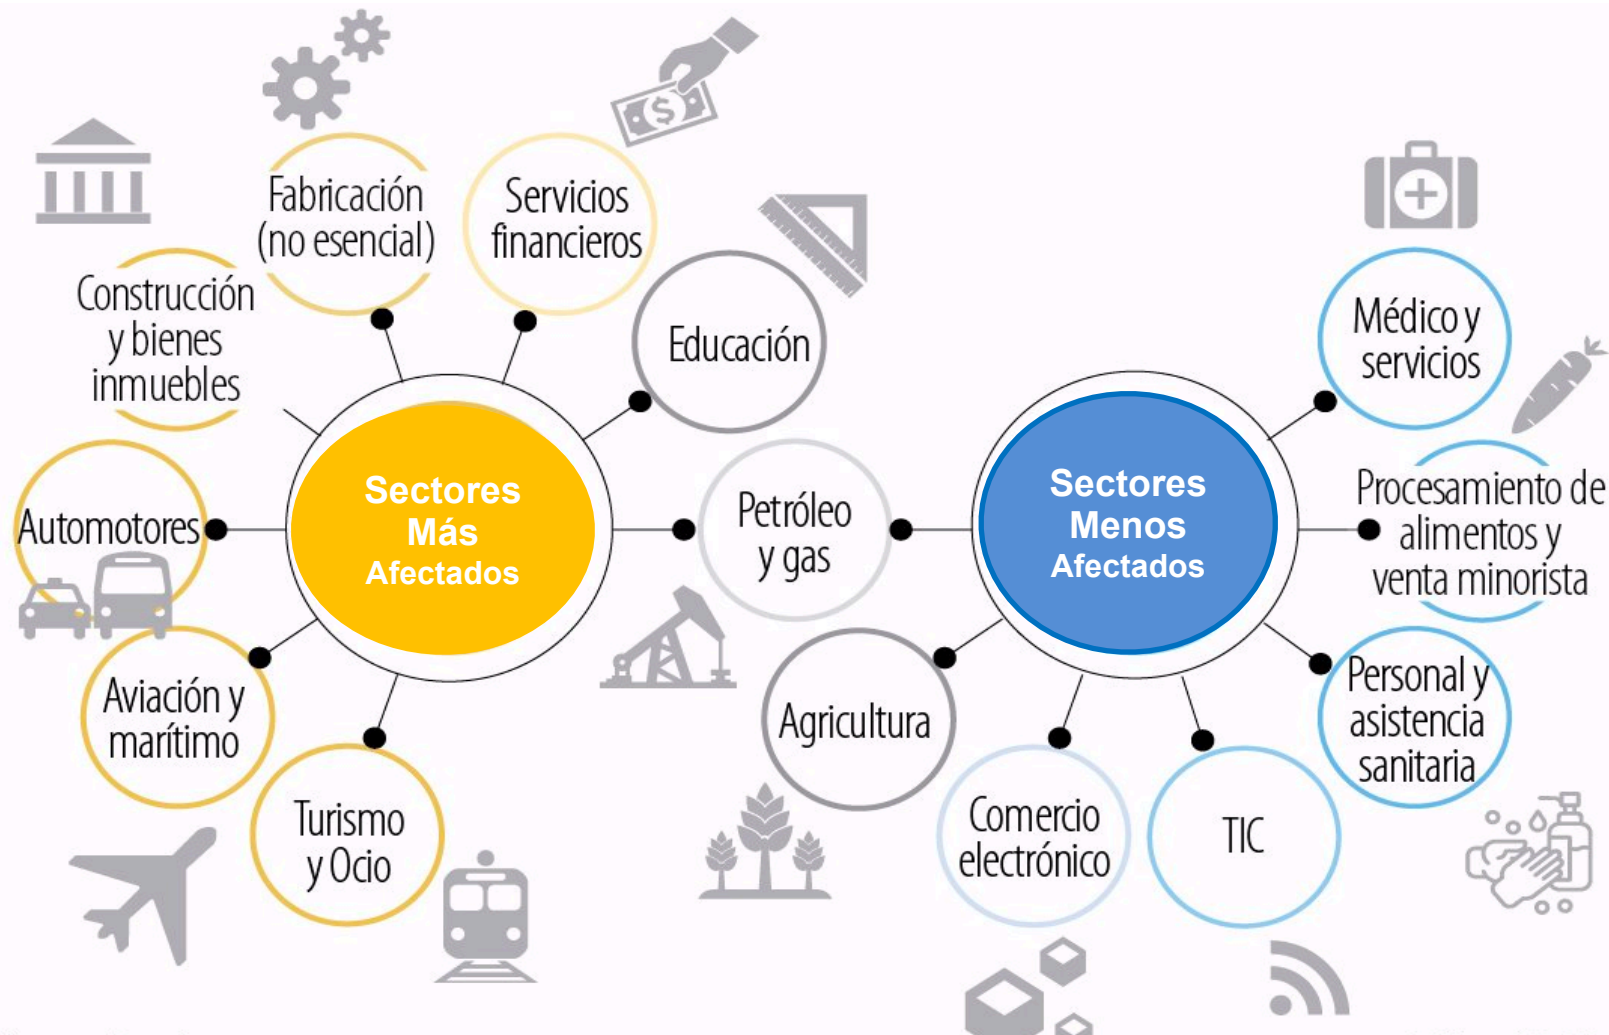 Fabricación
(no esencial)
Servicios
financieros
Construcción
y bienes
inmuebles
Educación
Automotores
Sectores
Más
Afectados
Petróleo
y gas
Aviación y
marítimo
Turismo
y Ocio
Sectores
Menos
Afectados
Médico y
servicios
Procesamiento de
alimentos y
venta minorista
Personal y
asistencia
sanitaria
Agricultura
Comercio
electrónico
TIC